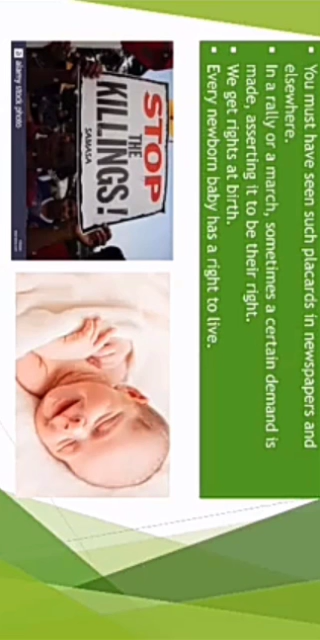 ▪ You must have seen such placards in newspapers and
elsewhere.
▪ In a rally or a march, sometimes a certain demand is
made, asserting it to be their right.
▪ We get rights at birth.
▪ Every newborn baby has a right to live.
STOP
THE
KILLINGS!
SAMASA
a alamy stock photo